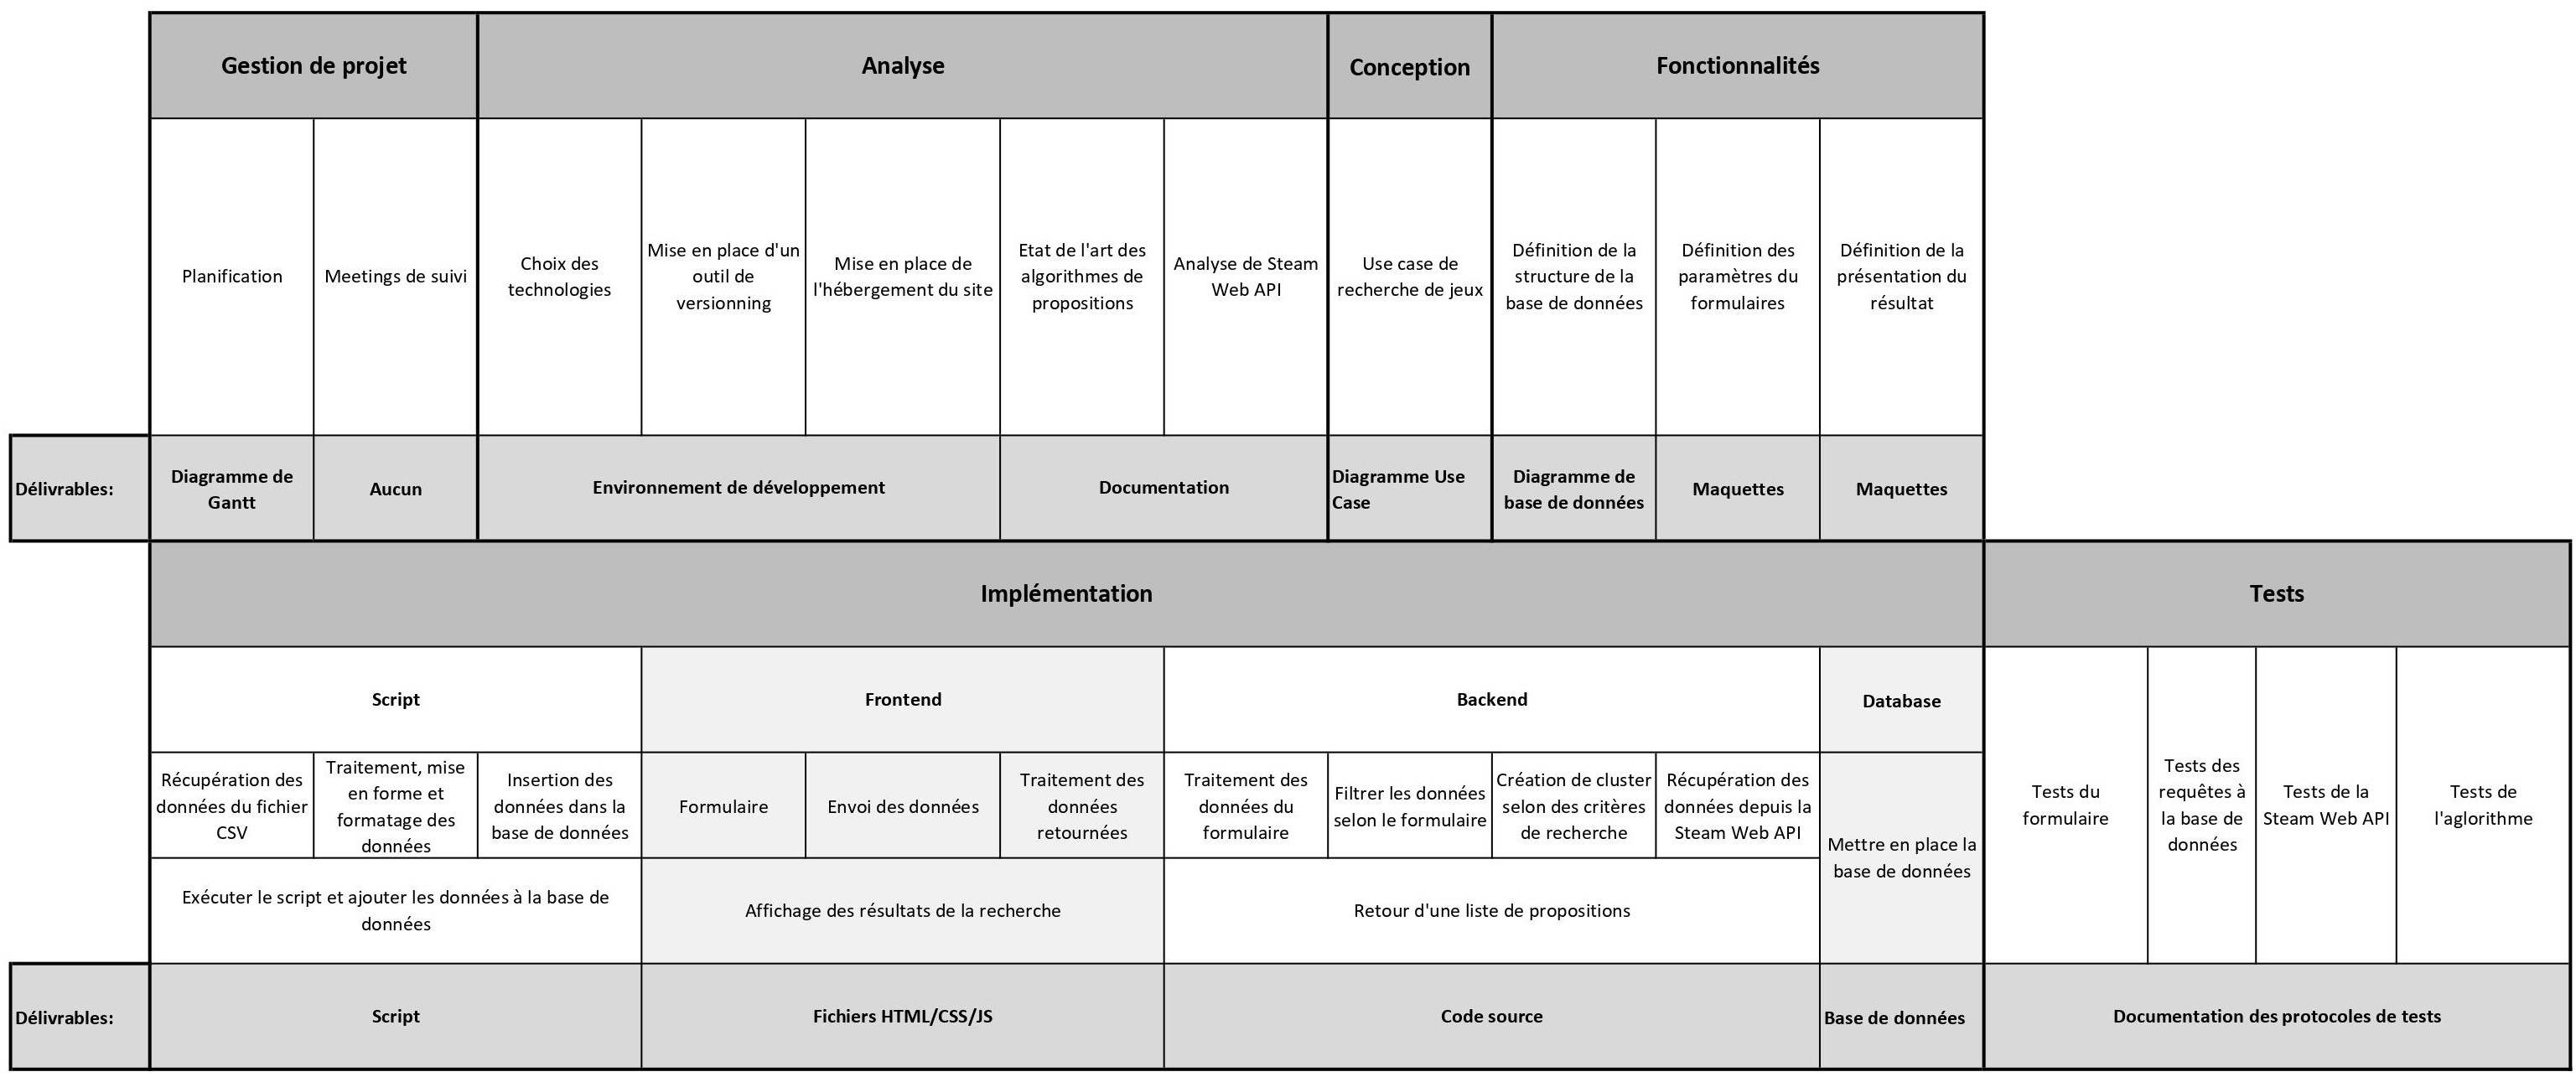 Gestion de projet
Analyse
Conception
Fonctionnalités
Planification
Meetings de suivi
Choix des
technologies
Mise en place d'un
outil de
versionning
Mise en place de
l'hébergement du site
Etat de l'art des
algorithmes de
propositions
Analyse de Steam
Web API
Use case de
recherche de jeux
Définition de la
structure de la
base de données
Définition des
paramètres du
formulaires
Définition de la
présentation du
résultat
Délivrables:
Diagramme de
Gantt
Aucun
Environnement de développement
Documentation
Diagramme Use
Case
Diagramme de
base de données
Maquettes
Maquettes
Implémentation
Tests
Script
Frontend
Backend
Database
Récupération des
données du fichier
CSV
Traitement, mise
en forme et
formatage des
données
Insertion des
données dans la
base de données
Formulaire
Envoi des données
Traitement des
données
retournées
Traitement des
données du
formulaire
Filtrer les données
selon le formulaire
Création de cluster
selon des critères
de recherche
Récupération des
données depuis la
Steam Web API
Mettre en place la
base de données
Tests du
formulaire
Tests des
requêtes à
la base de
données
Tests de la
Steam Web API
Tests de
l'aglorithme
Exécuter le script et ajouter les données à la base de
données
Affichage des résultats de la recherche
Retour d'une liste de propositions
Délivrables:
Script
Fichiers HTML/CSS/JS
Code source
Base de données
Documentation des protocoles de tests